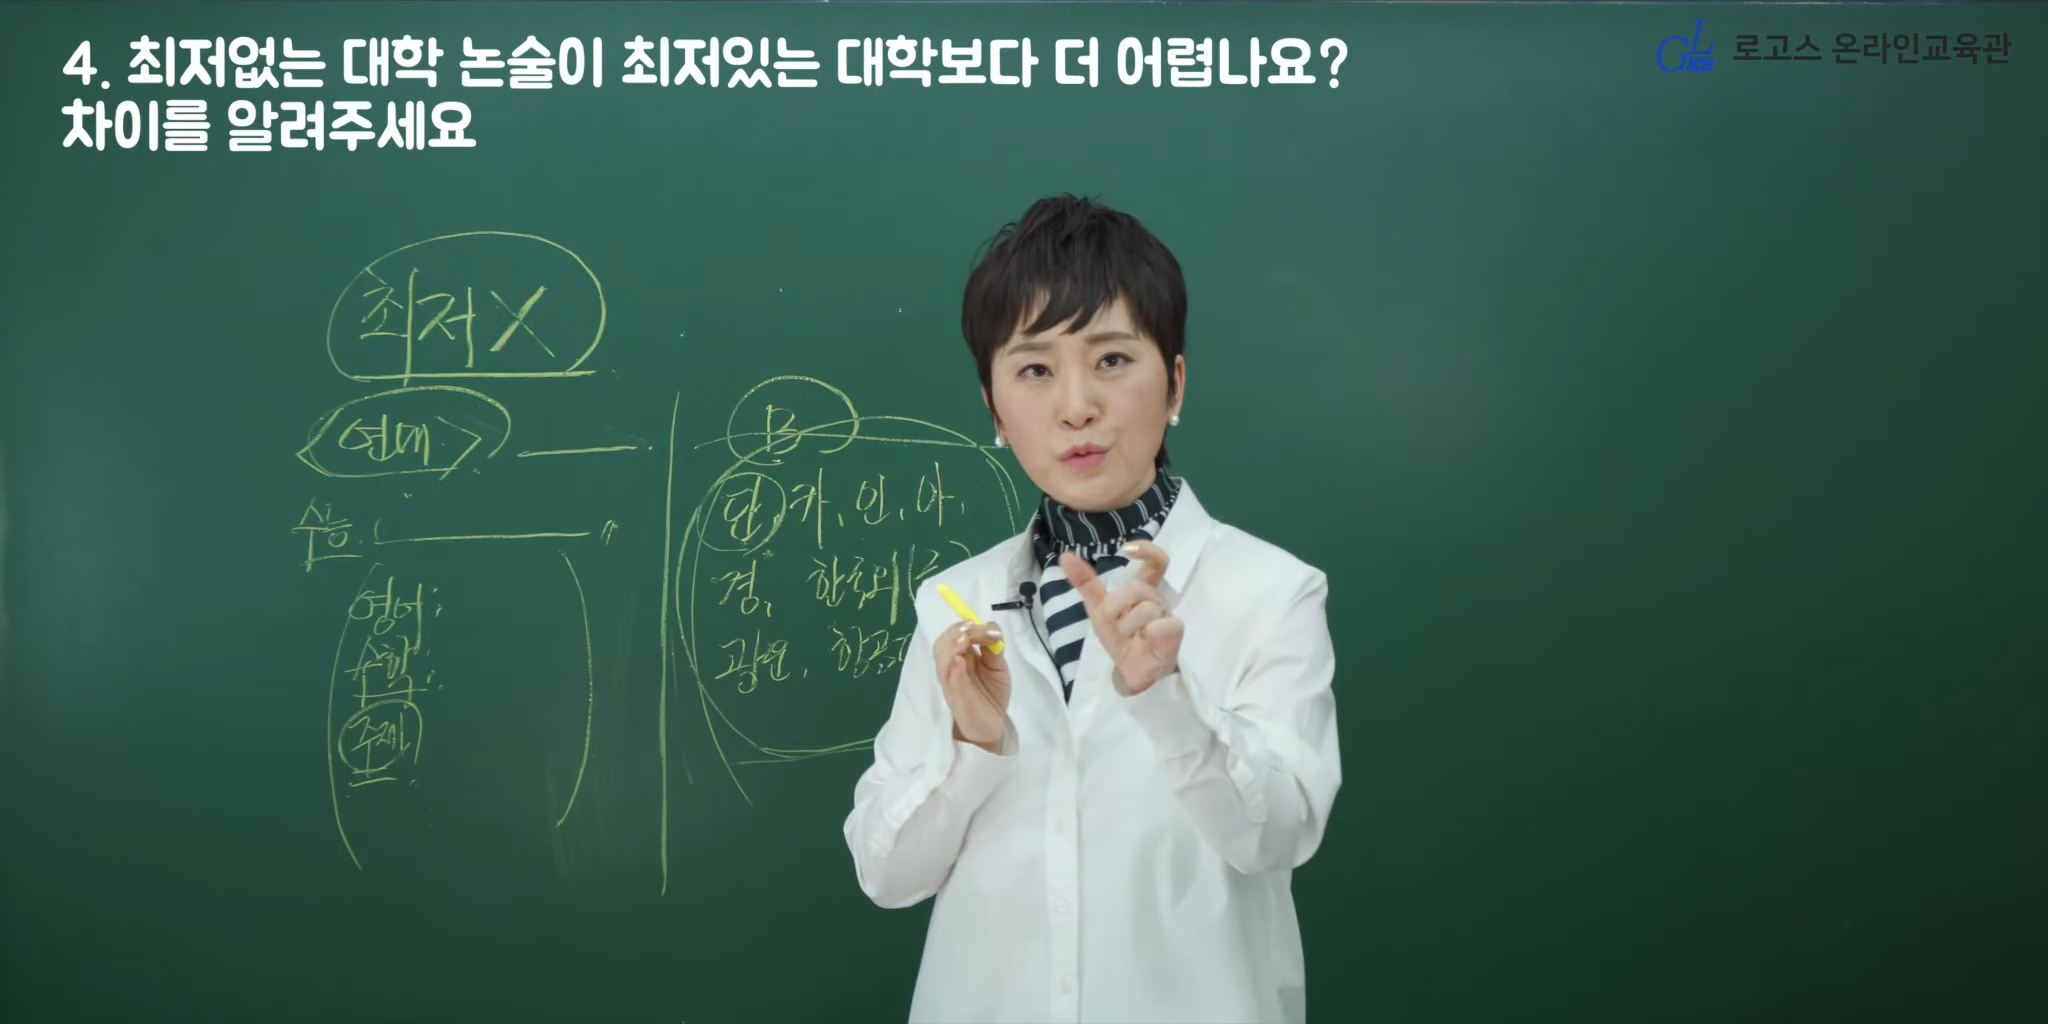 4. 최저없는 대학 논술이 최저있는 대학보다 더 어렵나요?
차이를 알려주세요
로고스 온라인교육관
최저 X
<연대>
수능.
영어:
수학:
주제
B
단, 카, 인, 아,
경,
광운, 항공대